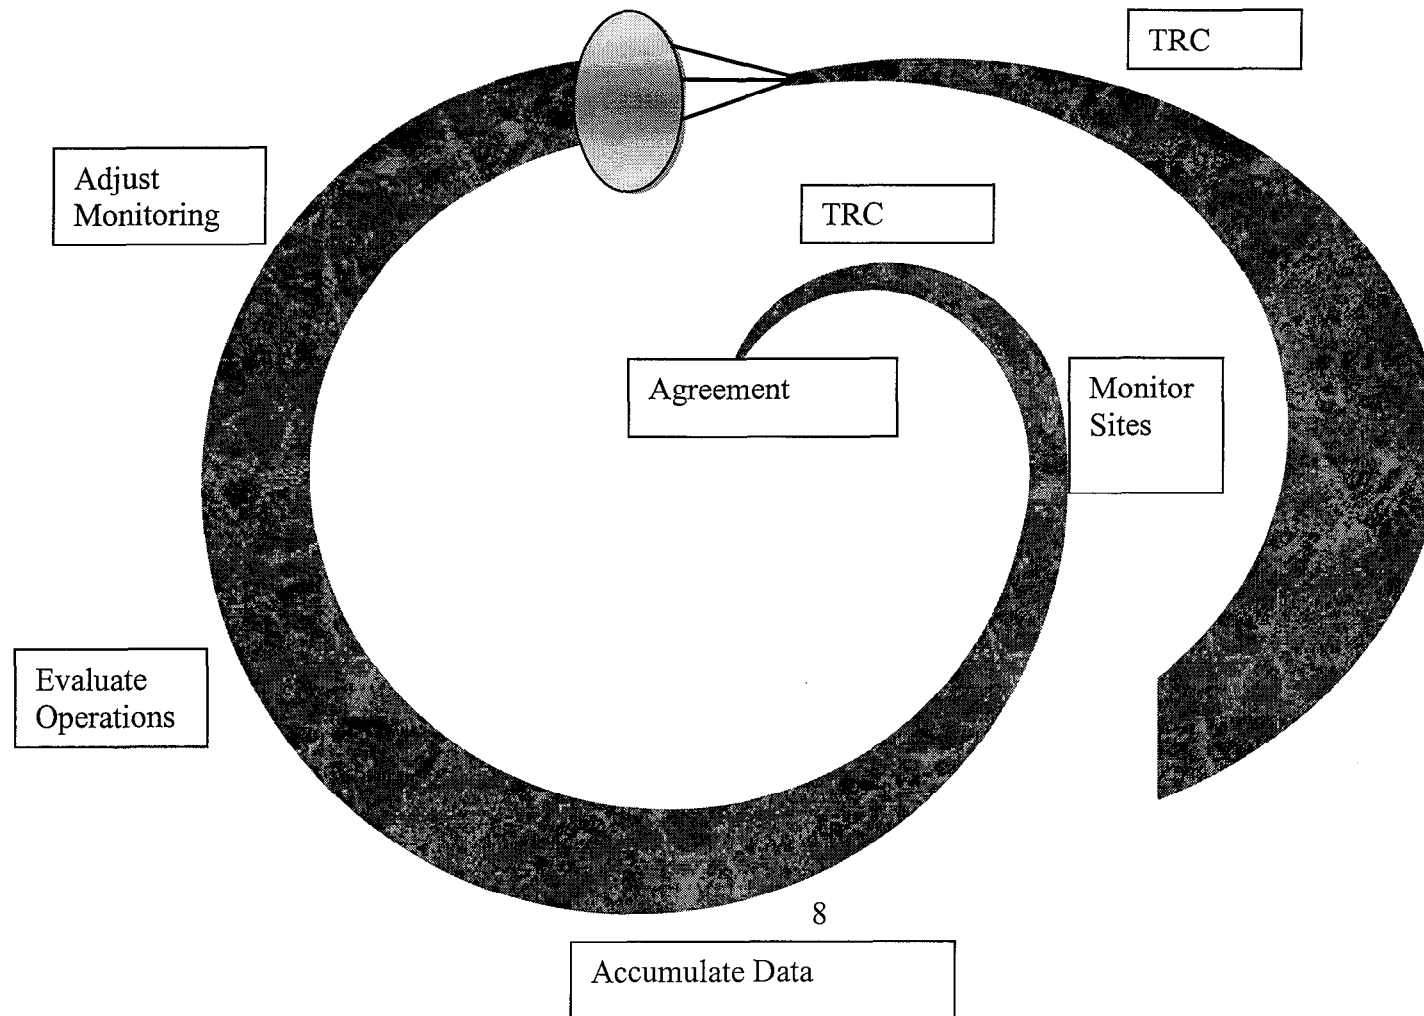 TRC
Adjust
Monitoring
TRC
Agreement
Monitor
Sites
Evaluate
Operations
8
Accumulate Data